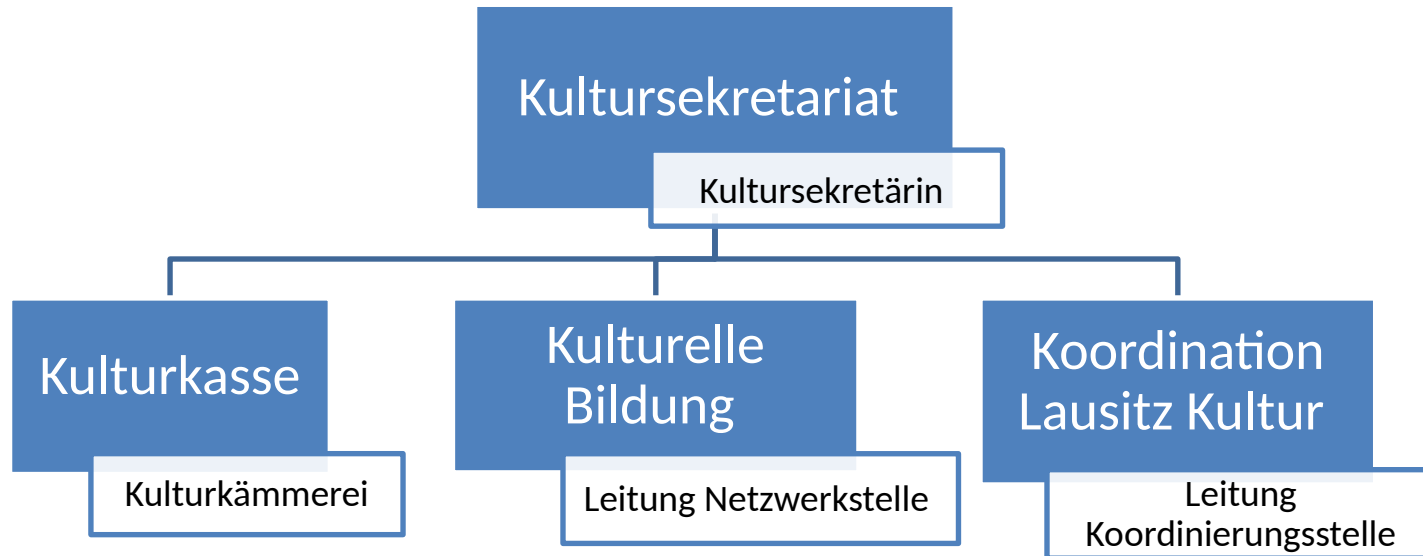 Kultursekretariat
Kultursekretärin
Kulturkasse
Kulturkämmerei
Kulturelle
Bildung
Leitung Netzwerkstelle
Koordination
Lausitz Kultur
Leitung
Koordinierungsstelle